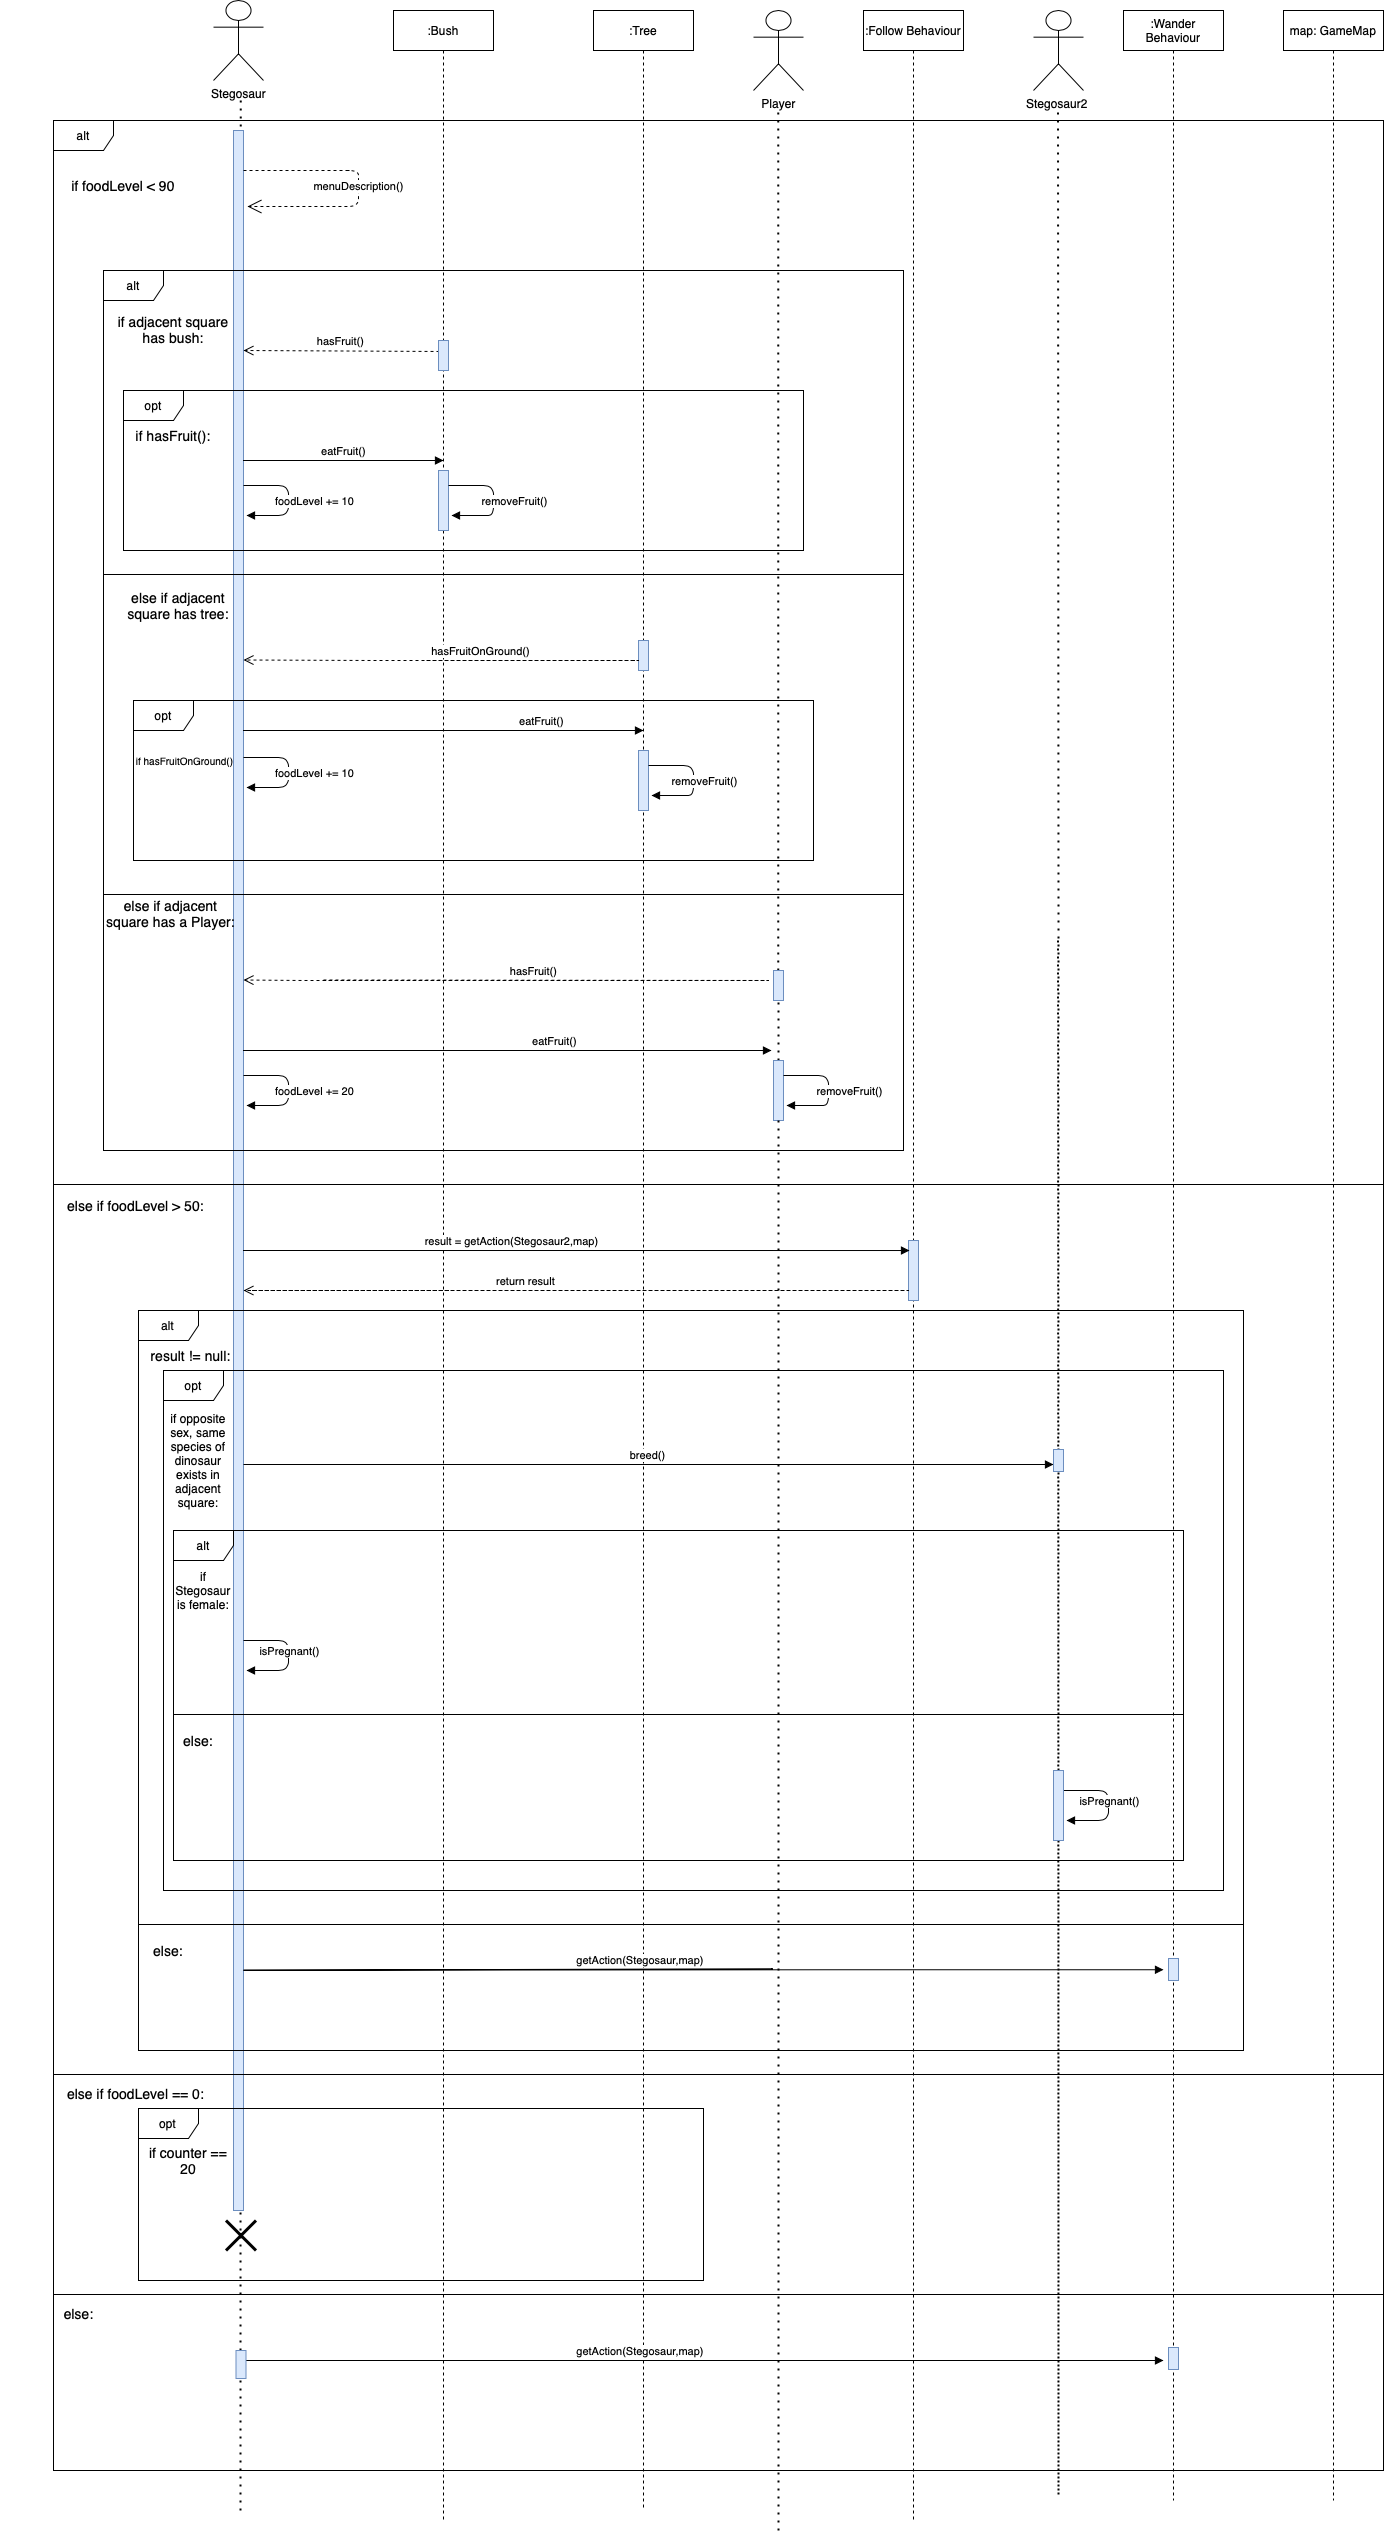 Stegosaur
:Bush
:Tree
Player
:Follow Behaviour
Stegosaur2
:Wander
Behaviour
map: GameMap
alt
if foodLevel < 90
menuDescription()
alt
if adjacent square
has bush:
hasFruit()
opt
if hasFruit():
eatFruit()
foodLevel += 10
removeFruit()
else if adjacent
square has tree:
hasFruitOnGround()
opt
eatFruit()
if hasFruitOnGround()
foodLevel += 10
removeFruit()
else if adjacent
square has a Player:
hasFruit()
eatFruit()
foodLevel += 20
removeFruit()
else if foodLevel > 50:
result = getAction(Stegosaur2,map)
return result
alt
result != null:
opt
if opposite
sex, same
species of
dinosaur
exists in
adjacent
square:
breed()
alt
if
Stegosaur
is female:
isPregnant()
else:
isPregnant()
else:
getAction(Stegosaur,map)
else if foodLevel == 0:
opt
if counter ==
20
else:
getAction(Stegosaur,map)